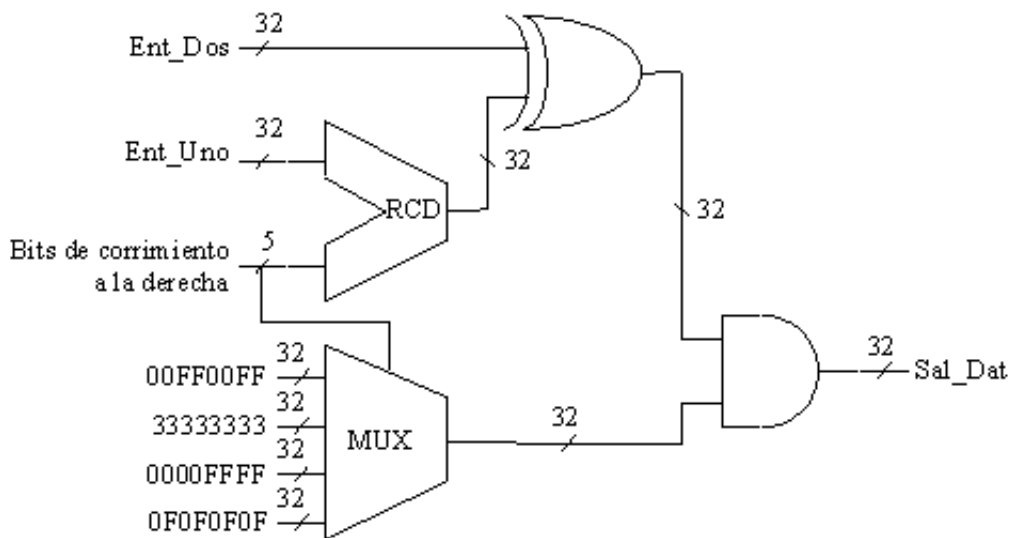 32
Ent_Dos
32
Ent_Uno
32
RCD
32
Bits de corrimiento
a la derecha
5
32
00FF00FF
32
33333333
32
0000FFFF
32
0F0F0F0F
MUX
32
32
Sal_Dat